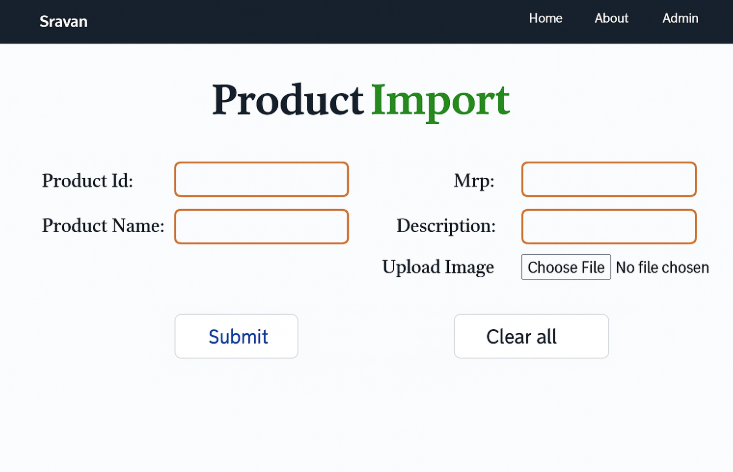 Sravan Home About Admin
Product Import
Product Id: Mrp:
Product Name: Description:
Upload Image Choose File No file chosen
Submit Clear all